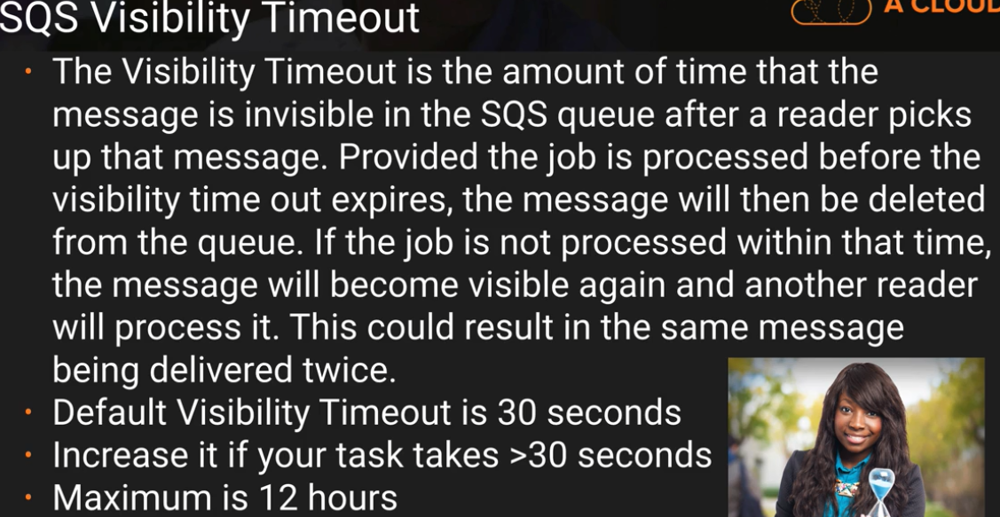 SQS Visibility Timeout
A CLOUD
• The Visibility Timeout is the amount of time that the
message is invisible in the SQS queue after a reader picks
up that message. Provided the job is processed before the
visibility time out expires, the message will then be deleted
from the queue. If the job is not processed within that time,
the message will become visible again and another reader
will process it. This could result in the same message
being delivered twice.
• Default Visibility Timeout is 30 seconds
• Increase it if your task takes >30 seconds
• Maximum is 12 hours